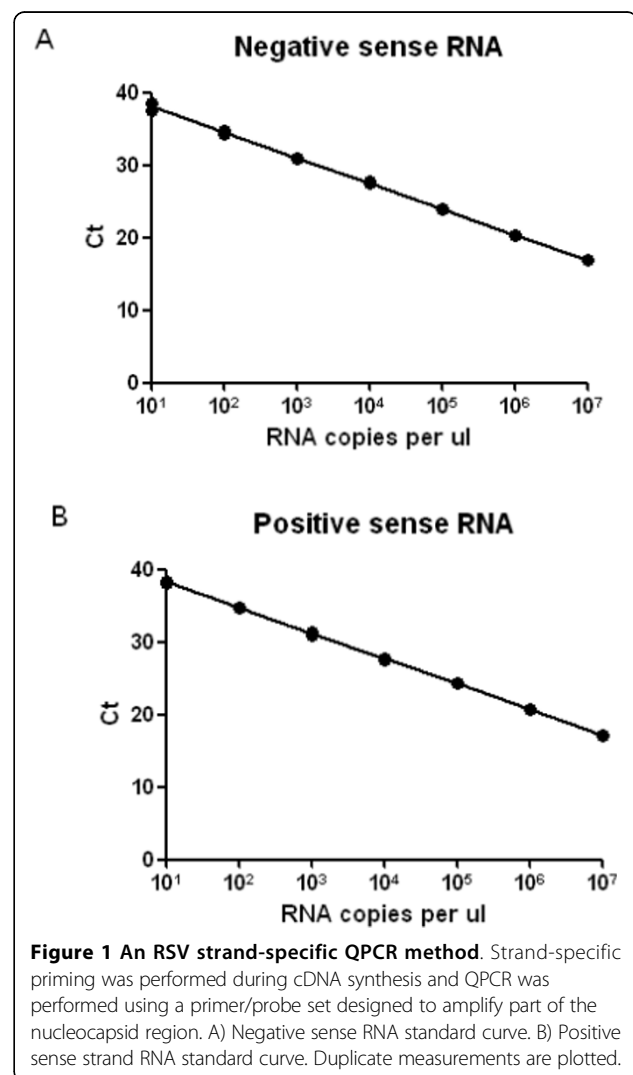 A
Negative sense RNA
40
30
20
10
0
Ct
10¹ 10² 10³ 10⁴ 10⁵ 10⁶ 10⁷
RNA copies per ul
B
Positive sense RNA
40
30
20
10
0
Ct
10¹ 10² 10³ 10⁴ 10⁵ 10⁶ 10⁷
RNA copies per ul
Figure 1 An RSV strand-specific QPCR method. Strand-specific
priming was performed during cDNA synthesis and QPCR was
performed using a primer/probe set designed to amplify part of the
nucleocapsid region. A) Negative sense RNA standard curve. B) Positive
sense strand RNA standard curve. Duplicate measurements are plotted.